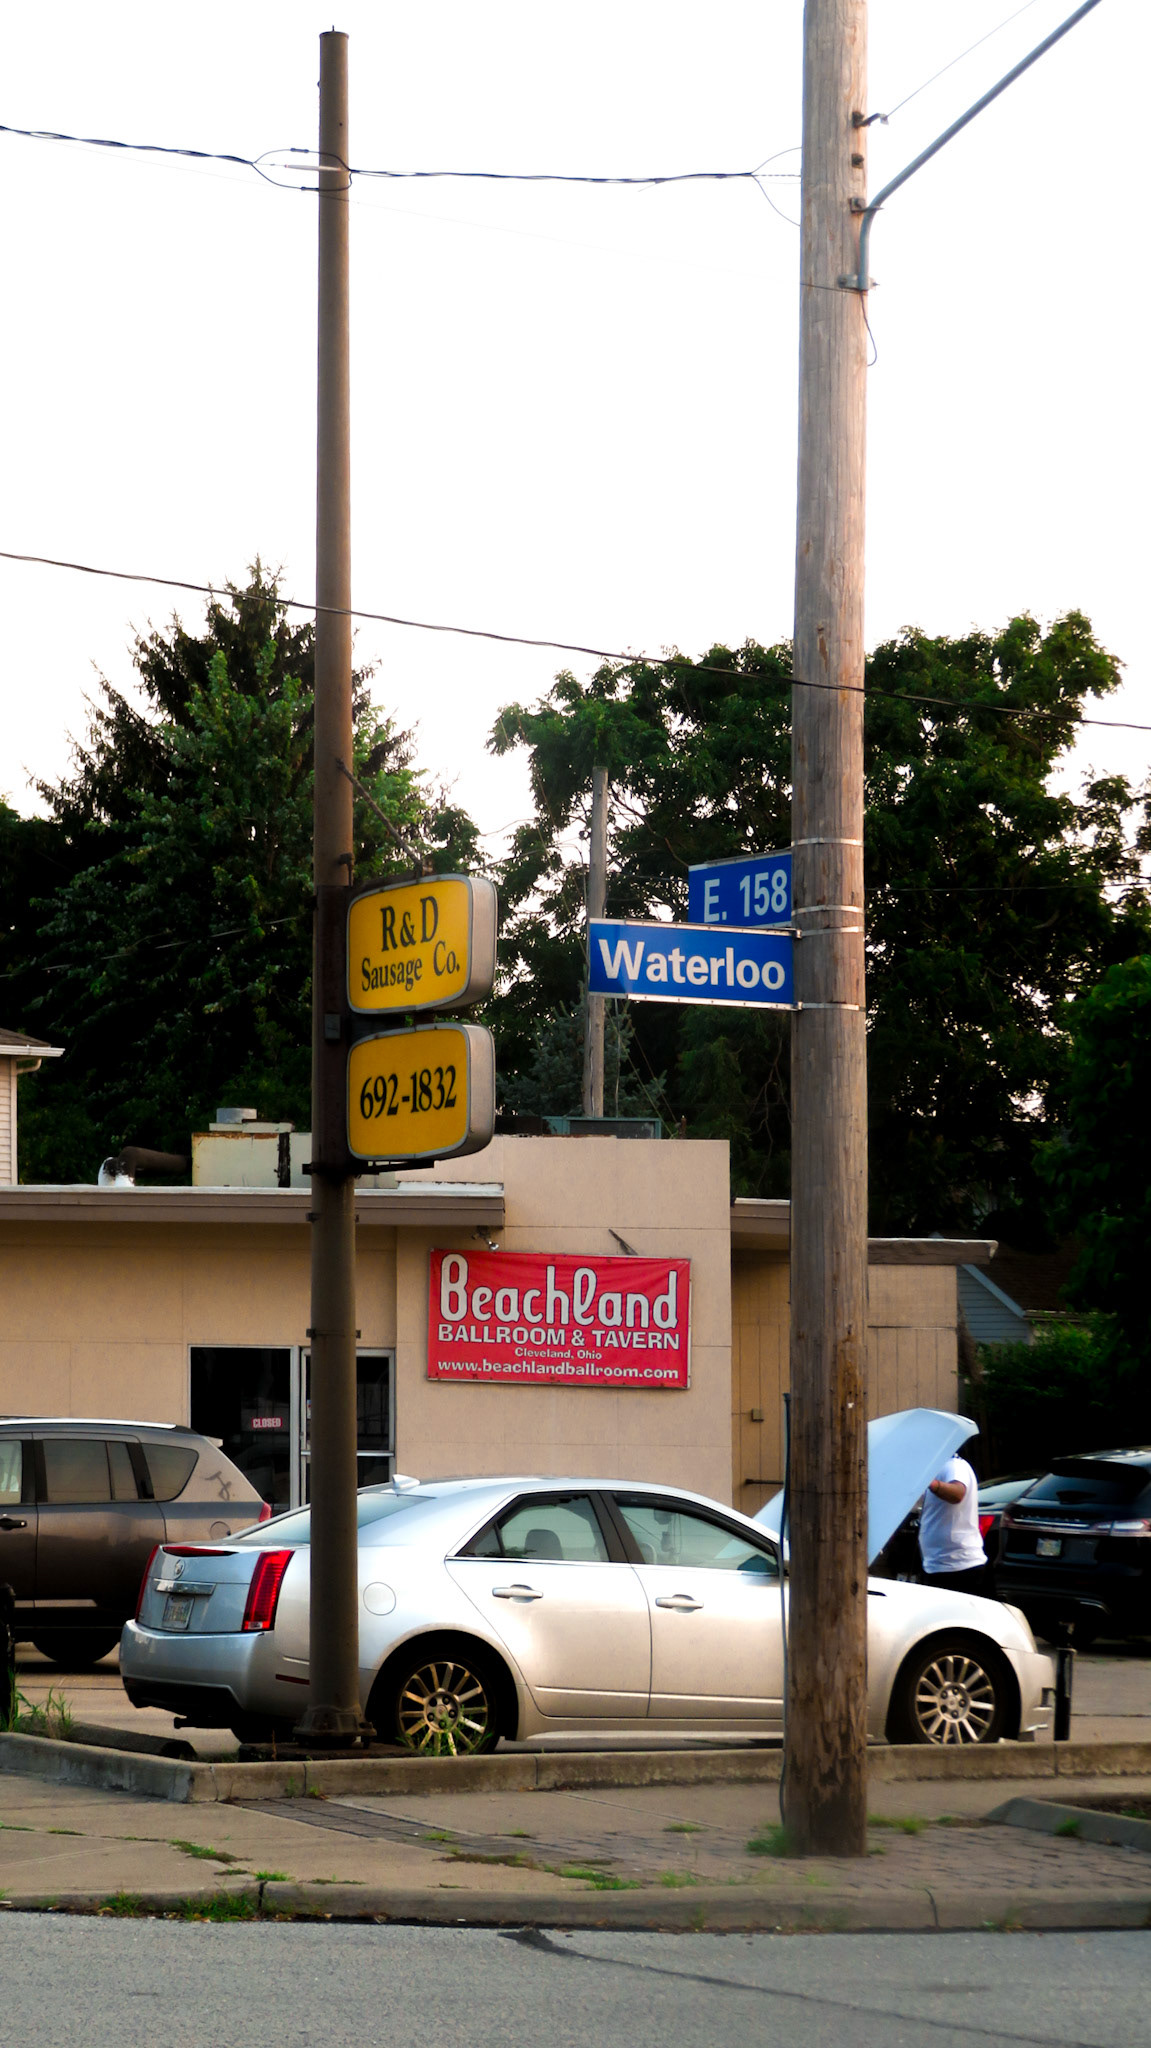 R&D
Sausage Co.
692-1832
E. 158
Waterloo
Beachland
BALLROOM & TAVERN
Cleveland, Ohio
www.beachlandballroom.com
CLOSED